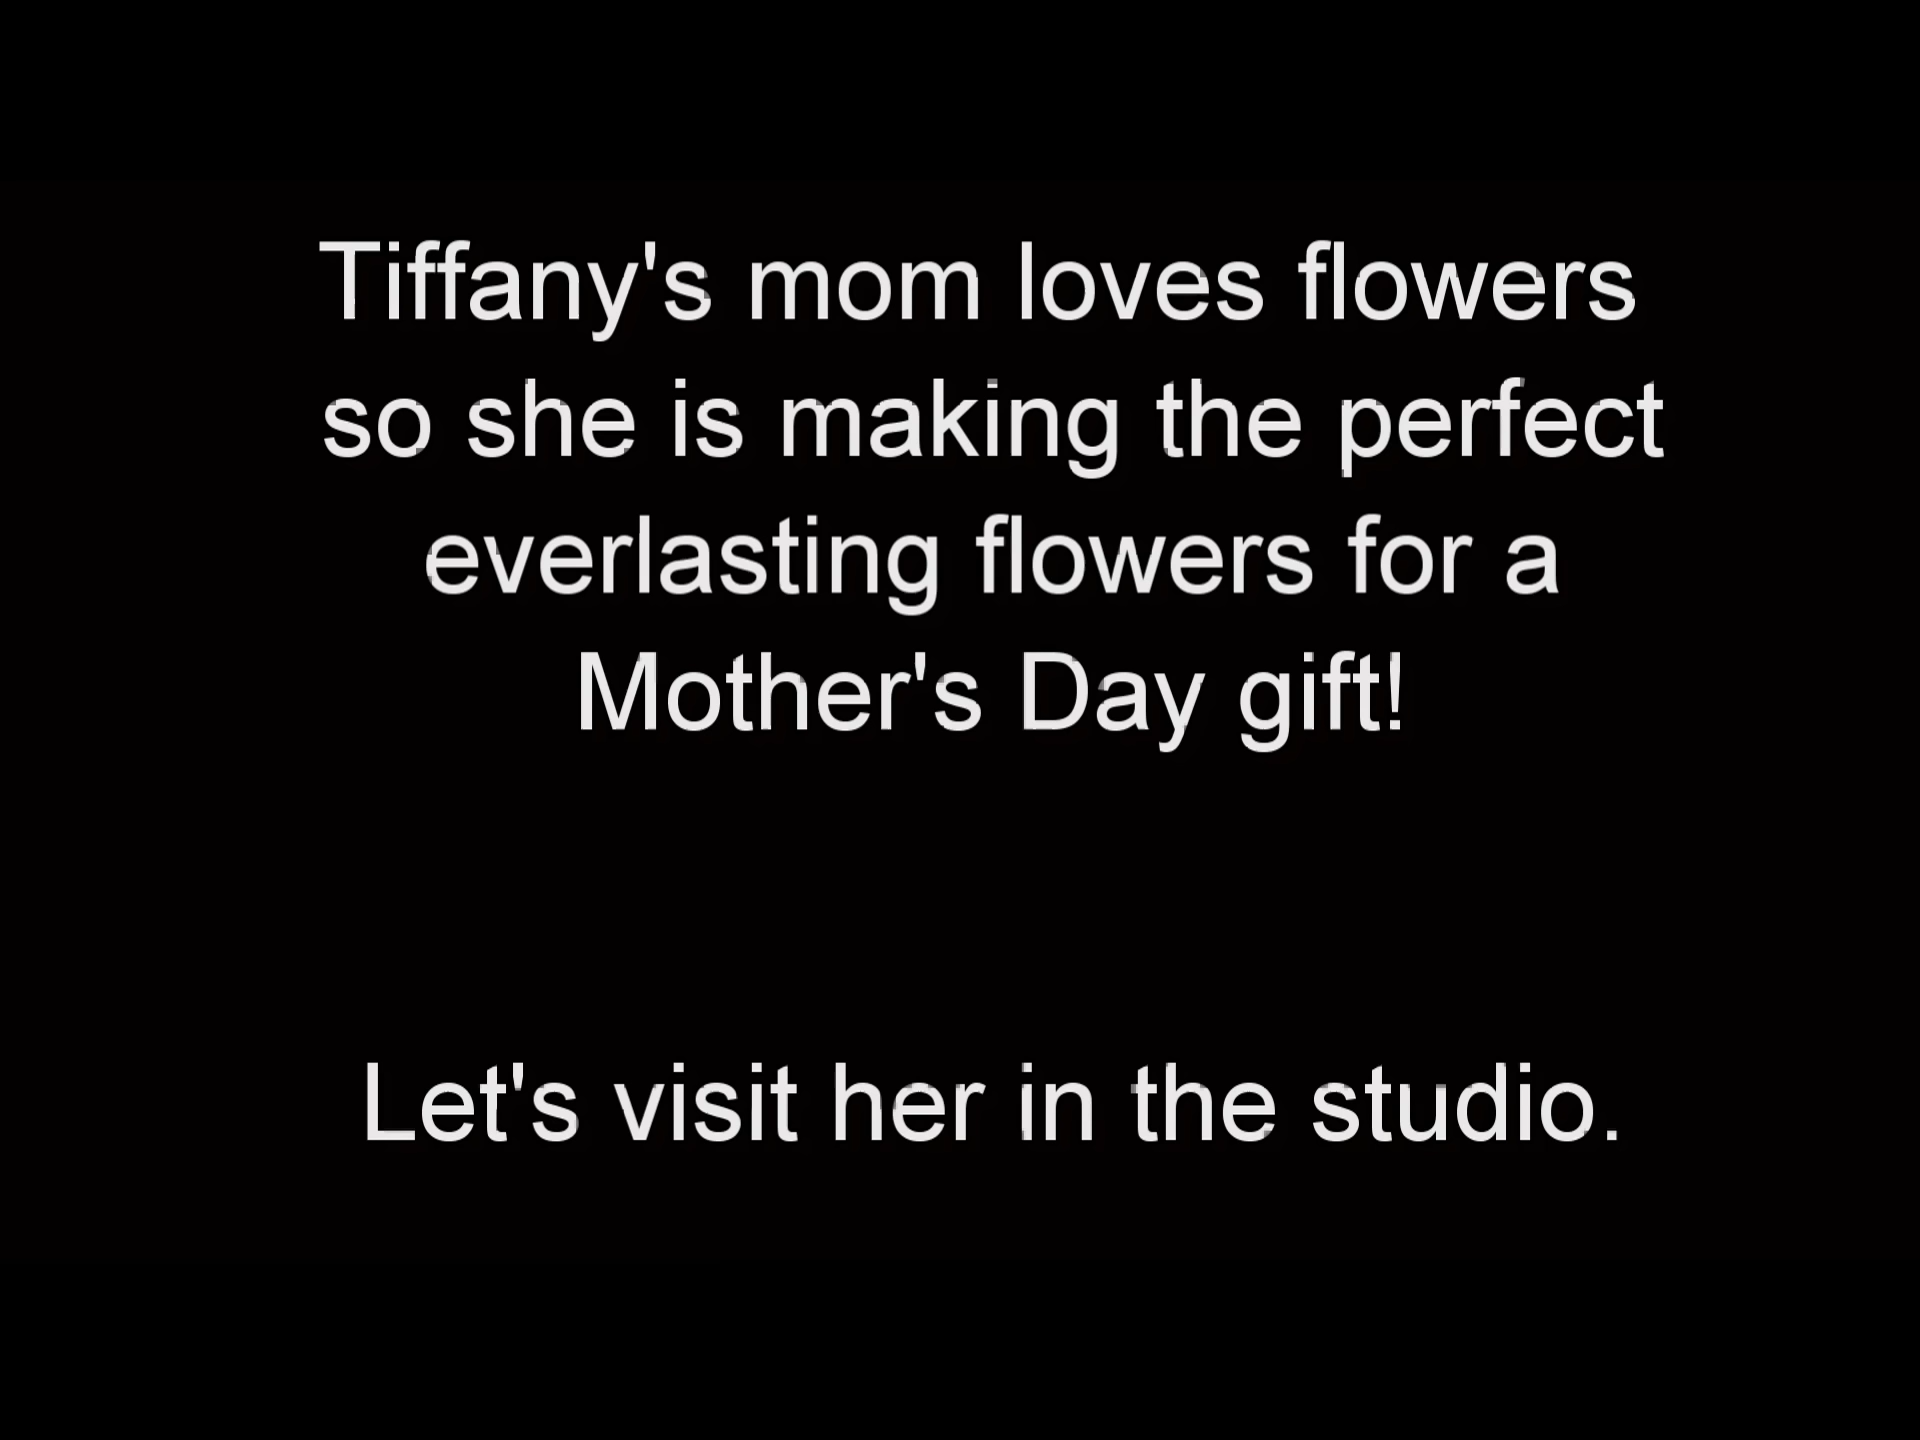 Tiffany's mom loves flowers
so she is making the perfect
everlasting flowers for a
Mother's Day gift!
Let's visit her in the studio.